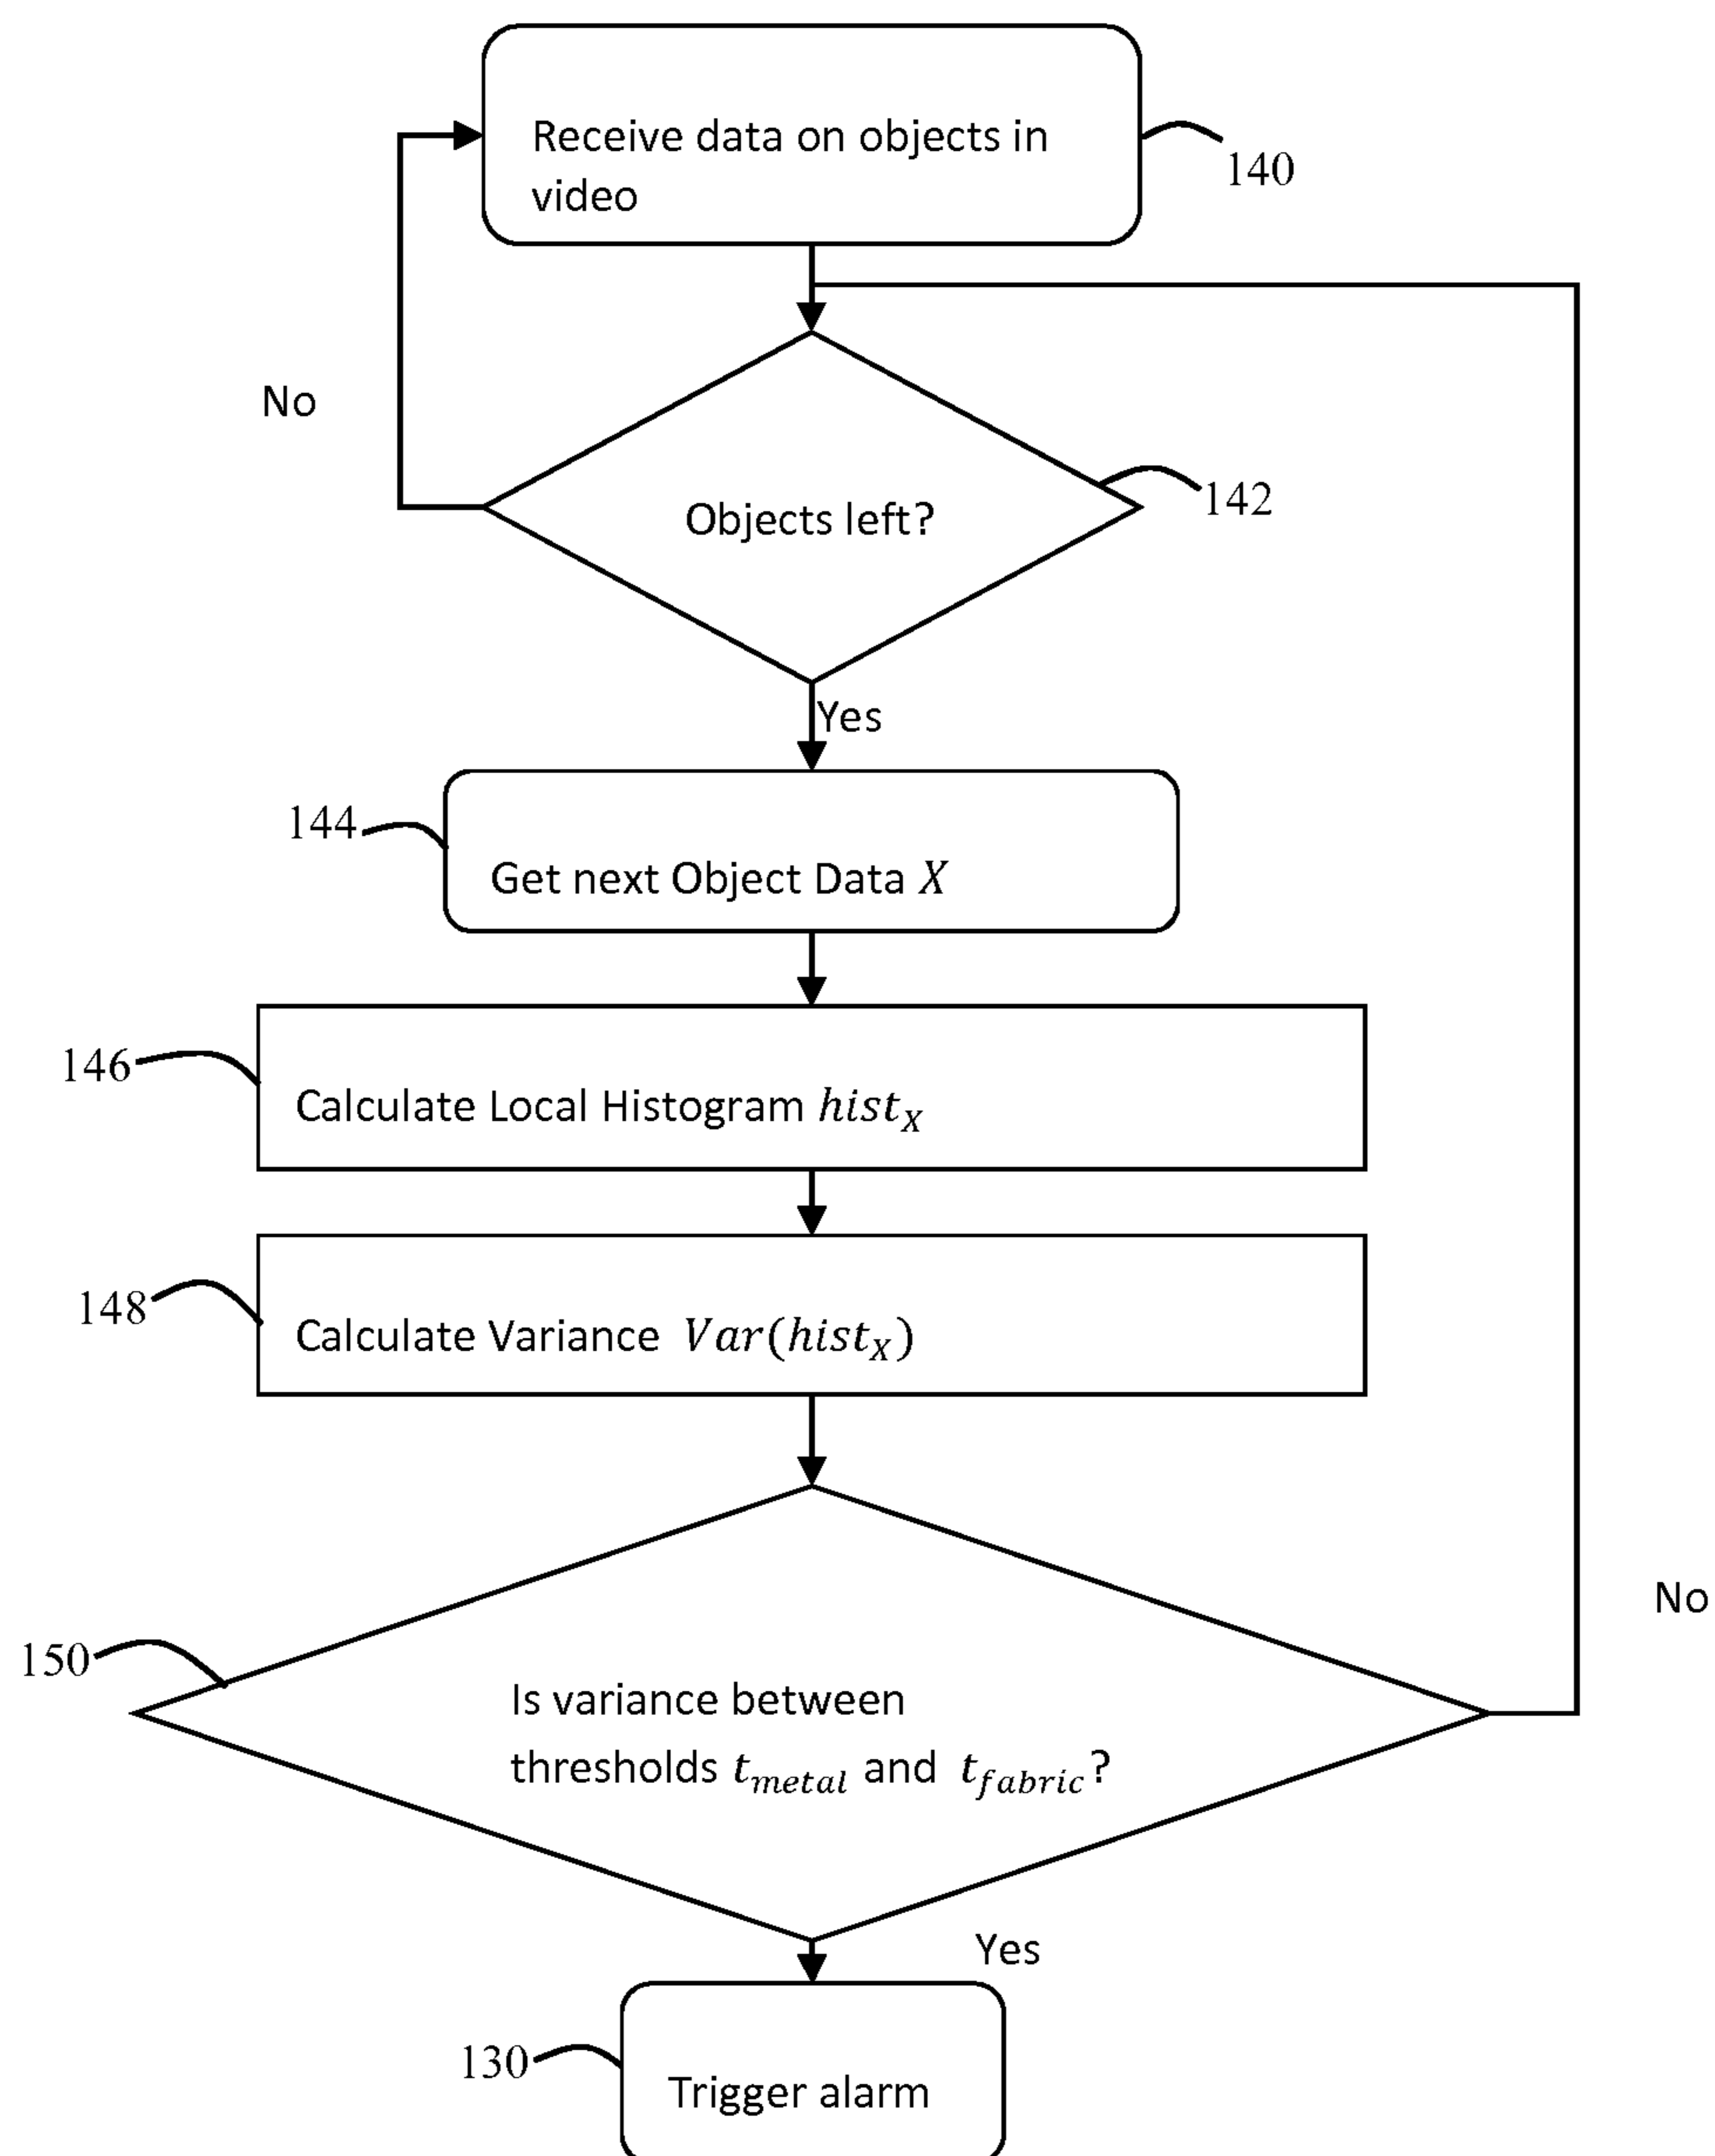 Receive data on objects in
video
140
No
Objects left?
142
Yes
144
Get next Object Data X
146
Calculate Local Histogram hist_X
148
Calculate Variance Var(hist_X)
150
Is variance between
thresholds t_metal and t_fabric?
No
Yes
130
Trigger alarm